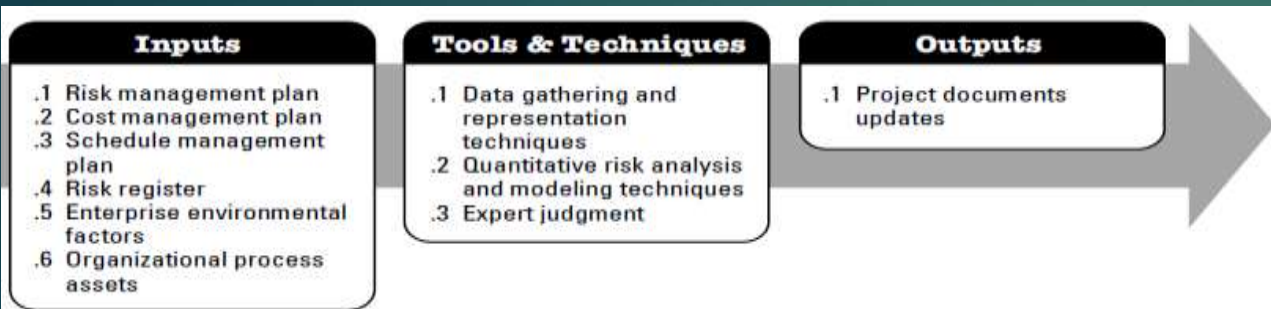 Inputs
.1 Risk management plan
.2 Cost management plan
.3 Schedule management
plan
.4 Risk register
.5 Enterprise environmental
factors
.6 Organizational process
assets
Tools & Techniques
.1 Data gathering and
representation
techniques
.2 Quantitative risk analysis
and modeling techniques
.3 Expert judgment
Outputs
.1 Project documents
updates